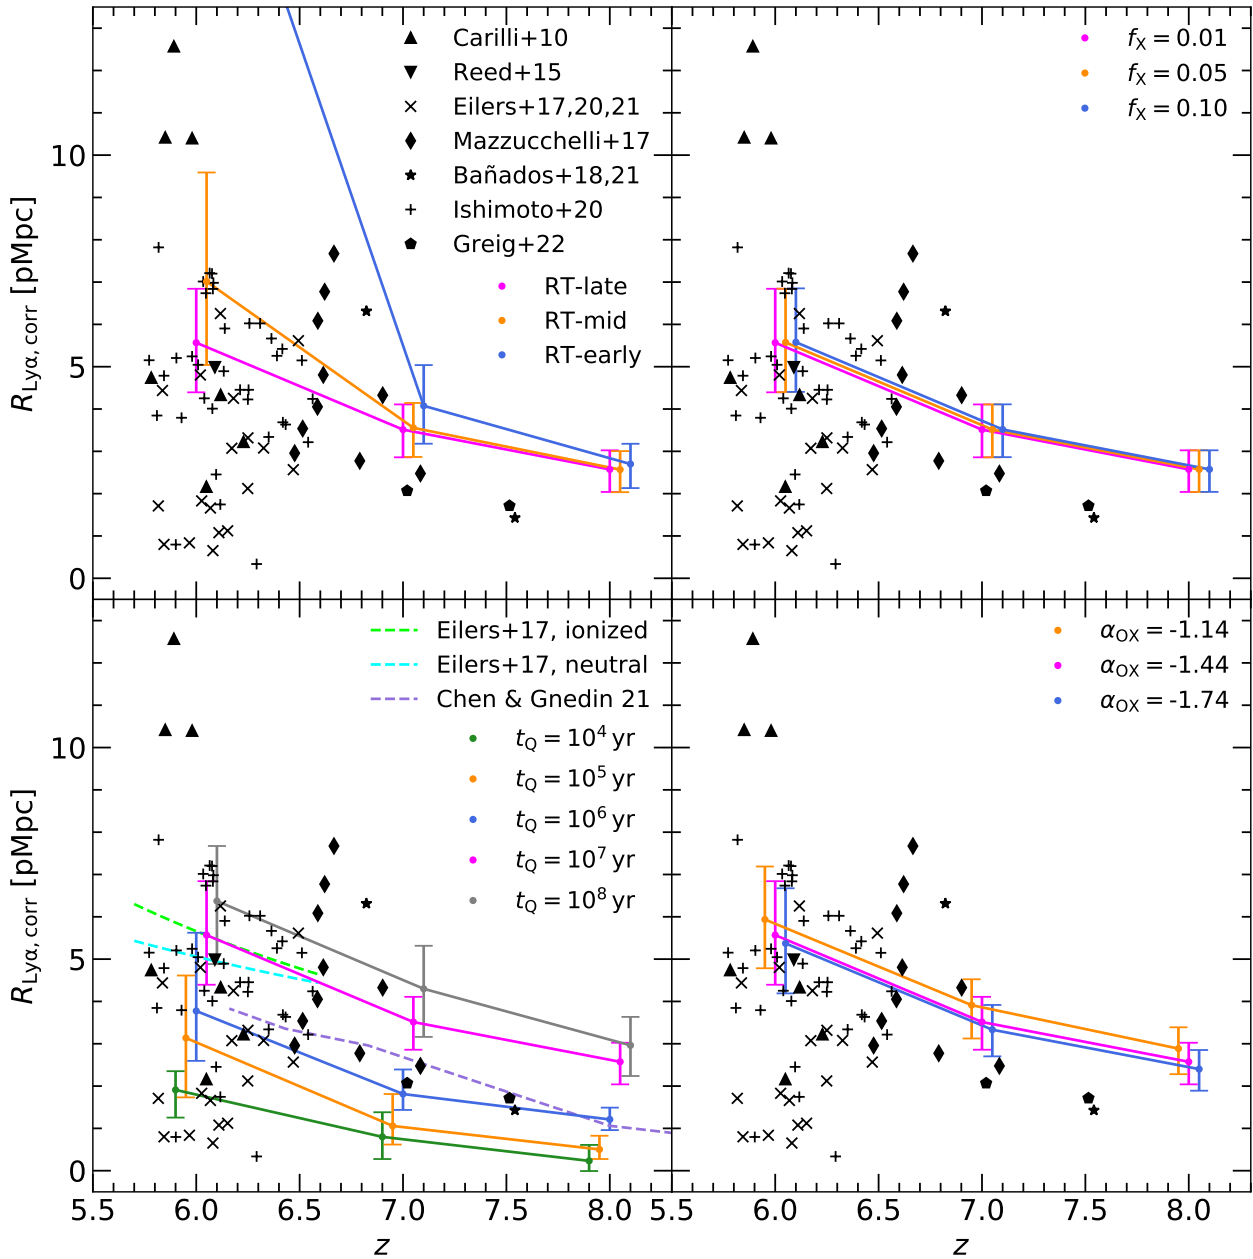 Carilli+10
Reed+15
Eilers+17,20,21
Mazzucchelli+17
Bañados+18,21
Ishimoto+20
Greig+22
RT-late
RT-mid
RT-early
10
5
0
R_Lyα, corr [pMpc]
f_X = 0.01
f_X = 0.05
f_X = 0.10
Eilers+17, ionized
Eilers+17, neutral
Chen & Gnedin 21
t_Q = 10^4 yr
t_Q = 10^5 yr
t_Q = 10^6 yr
t_Q = 10^7 yr
t_Q = 10^8 yr
10
5
0
R_Lyα, corr [pMpc]
5.5 6.0 6.5 7.0 7.5 8.0
z
α_OX = -1.14
α_OX = -1.44
α_OX = -1.74
5.5 6.0 6.5 7.0 7.5 8.0
z